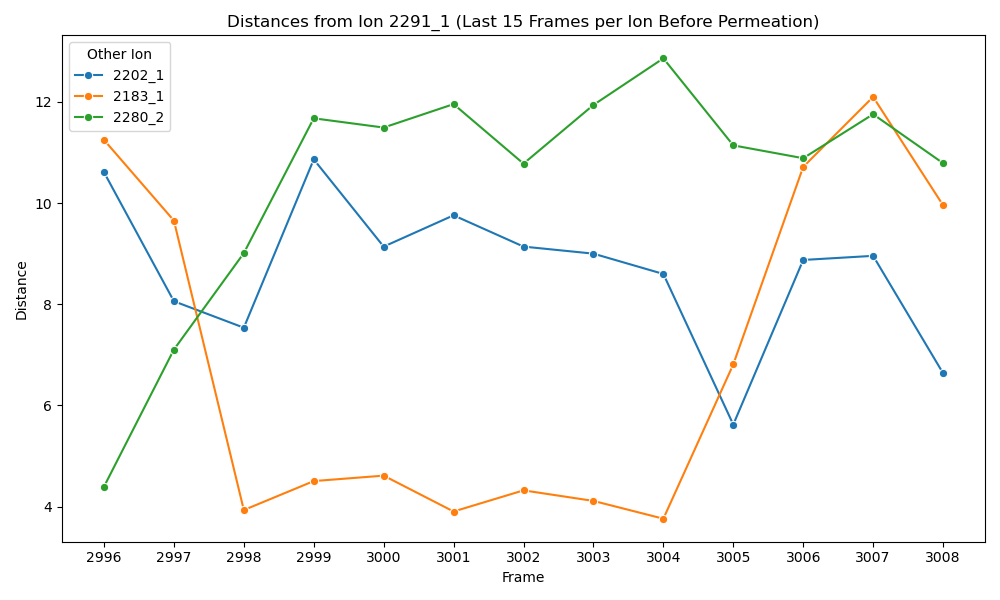 Distances from Ion 2291_1 (Last 15 Frames per Ion Before Permeation)
Other Ion
2202_1
2183_1
2280_2
12
10
8
6
4
Distance
2996 2997 2998 2999 3000 3001 3002 3003 3004 3005 3006 3007 3008
Frame